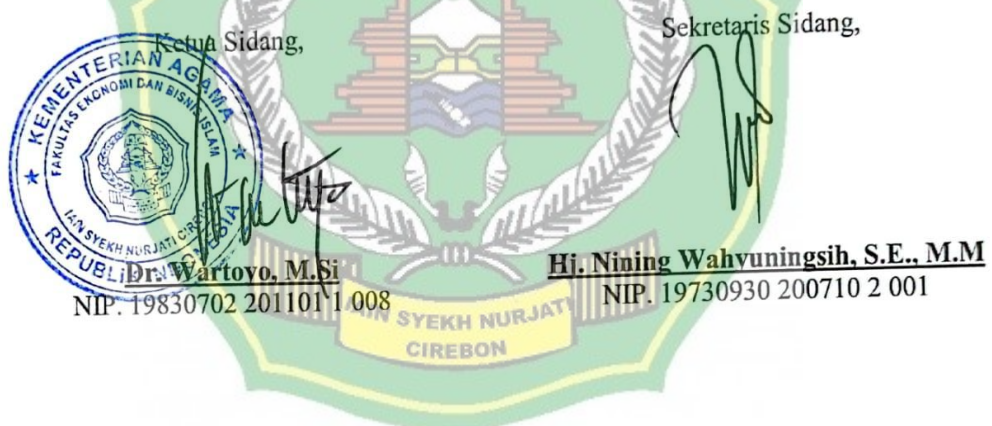 Ketua Sidang,
Sekretaris Sidang,
KEMENTERIAN AGAMA
FAKULTAS EKONOMI DAN BISNIS ISLAM
IAIN SYEKH NURJATI CIREBON
REPUBLIK INDONESIA
Dr. Wartoyo, M.Si
NIP. 19830702 201101 1 008
Hj. Nining Wahyuningsih, S.E., M.M
NIP. 19730930 200710 2 001
IAIN SYEKH NURJATI
CIREBON